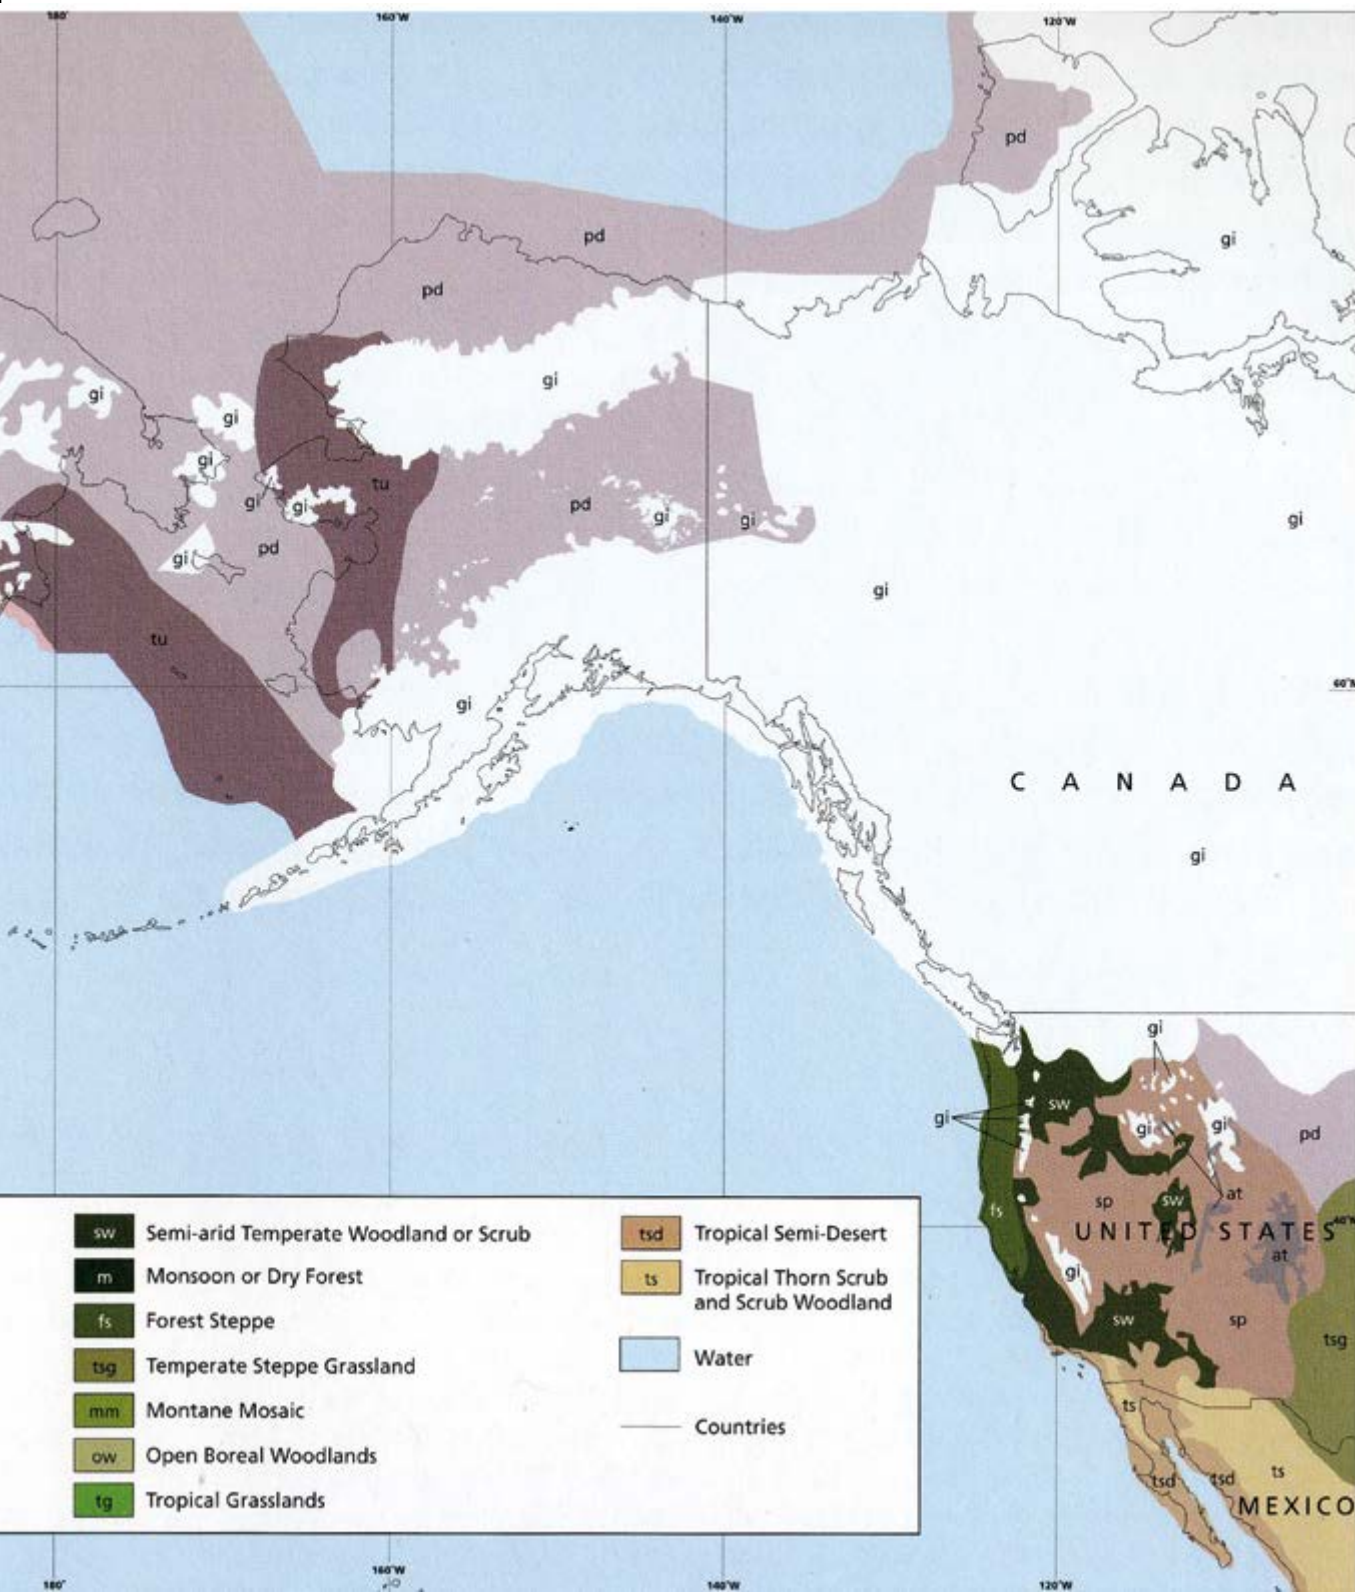 180°
160°W
140°W
120°W
pd
pd
gi
pd
gi
gi
gi
gi
tu
gi
gi
pd
gi
gi
gi
gi
pd
gi
tu
60°N
gi
CANADA
gi
gi
gi
sw
gi
gi
pd
sp
sw
at
fs
40°N
UNITED STATES
at
gi
sw
sp
tsg
ts
tsd
tsd
ts
MEXICO
sw Semi-arid Temperate Woodland or Scrub
m Monsoon or Dry Forest
fs Forest Steppe
tsg Temperate Steppe Grassland
mm Montane Mosaic
ow Open Boreal Woodlands
tg Tropical Grasslands
tsd Tropical Semi-Desert
ts Tropical Thorn Scrub
and Scrub Woodland
Water
Countries
180°
160°W
140°W
120°W